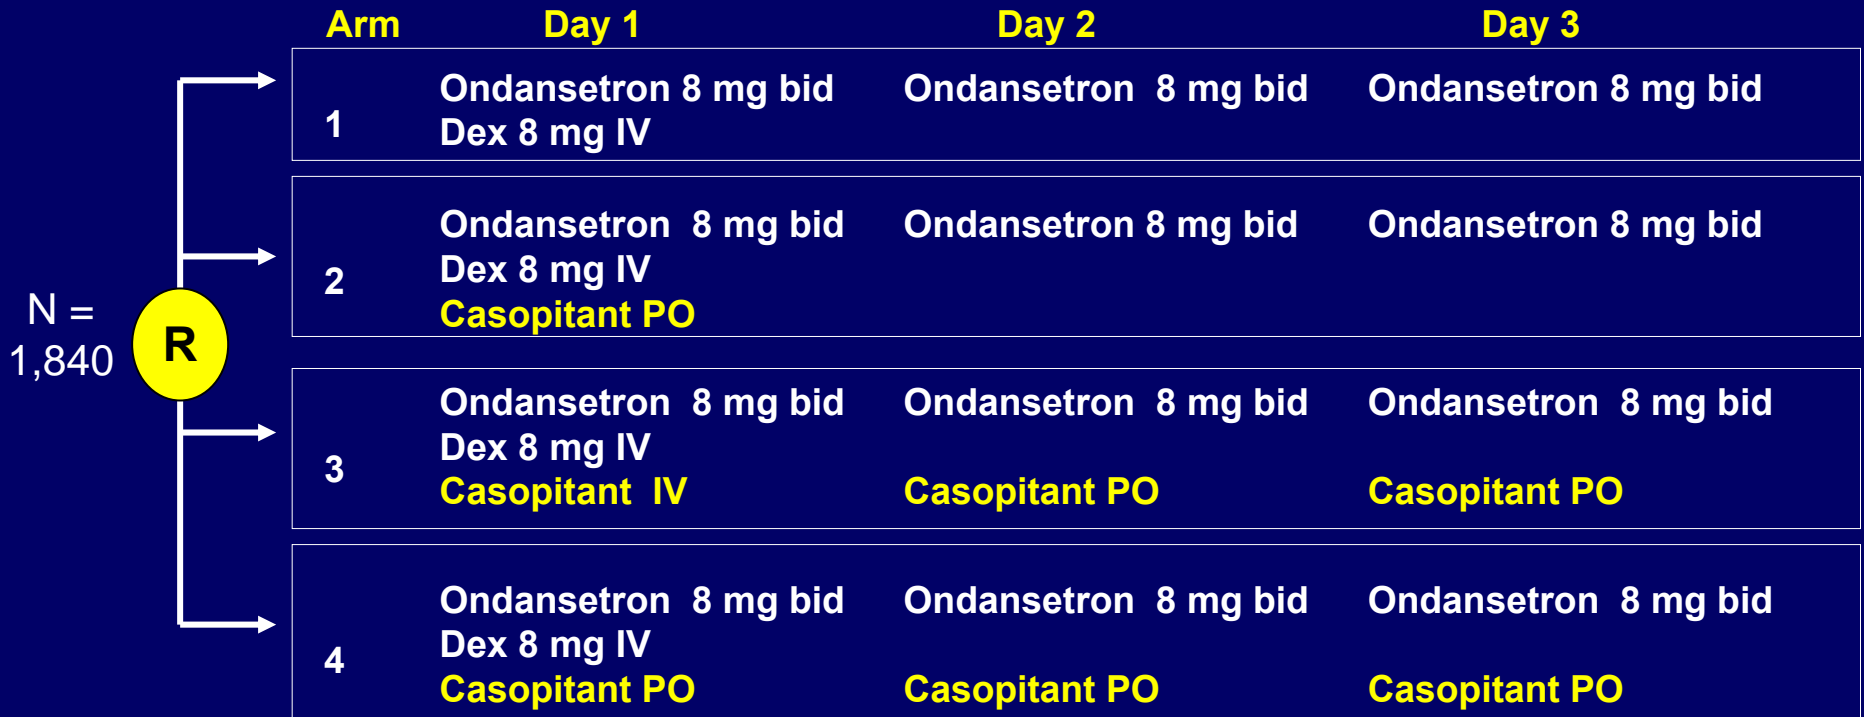 Arm Day 1 Day 2 Day 3
N =
1,840
R
1
Ondansetron 8 mg bid Ondansetron 8 mg bid Ondansetron 8 mg bid
Dex 8 mg IV
2
Ondansetron 8 mg bid Ondansetron 8 mg bid Ondansetron 8 mg bid
Dex 8 mg IV
Casopitant PO
3
Ondansetron 8 mg bid Ondansetron 8 mg bid Ondansetron 8 mg bid
Dex 8 mg IV
Casopitant IV Casopitant PO Casopitant PO
4
Ondansetron 8 mg bid Ondansetron 8 mg bid Ondansetron 8 mg bid
Dex 8 mg IV
Casopitant PO Casopitant PO Casopitant PO